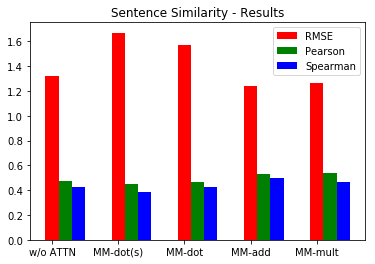 Sentence Similarity - Results
RMSE
Pearson
Spearman
1.6
1.4
1.2
1.0
0.8
0.6
0.4
0.2
0.0
w/o ATTN MM-dot(s) MM-dot MM-add MM-mult